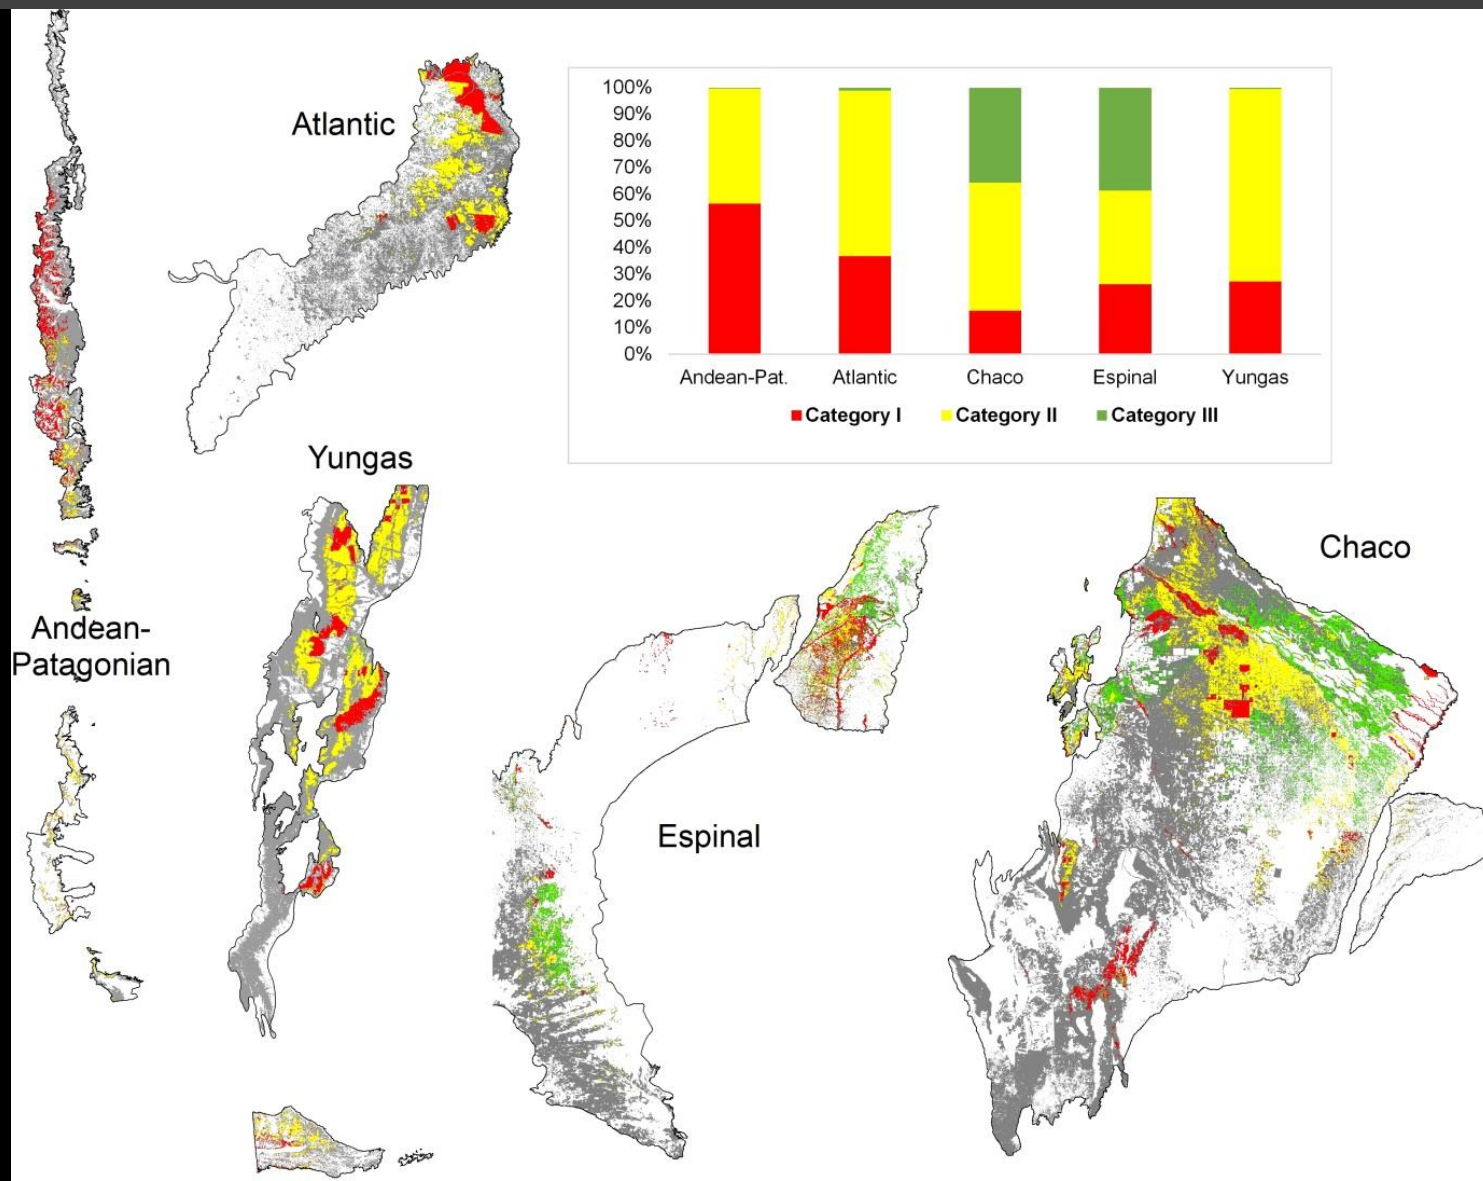 Atlantic
100%
90%
80%
70%
60%
50%
40%
30%
20%
10%
0%
Andean-Pat. Atlantic Chaco Espinal Yungas
Category I Category II Category III
Yungas
Chaco
Andean-
Patagonian
Espinal